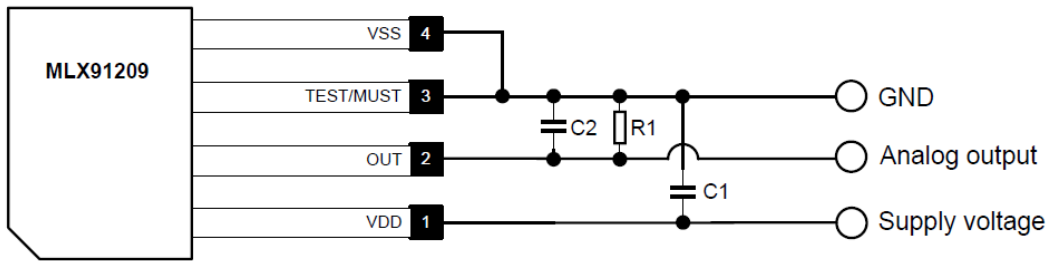 MLX91209
VSS 4
TEST/MUST 3
GND
C2 R1
OUT 2
Analog output
C1
VDD 1
Supply voltage